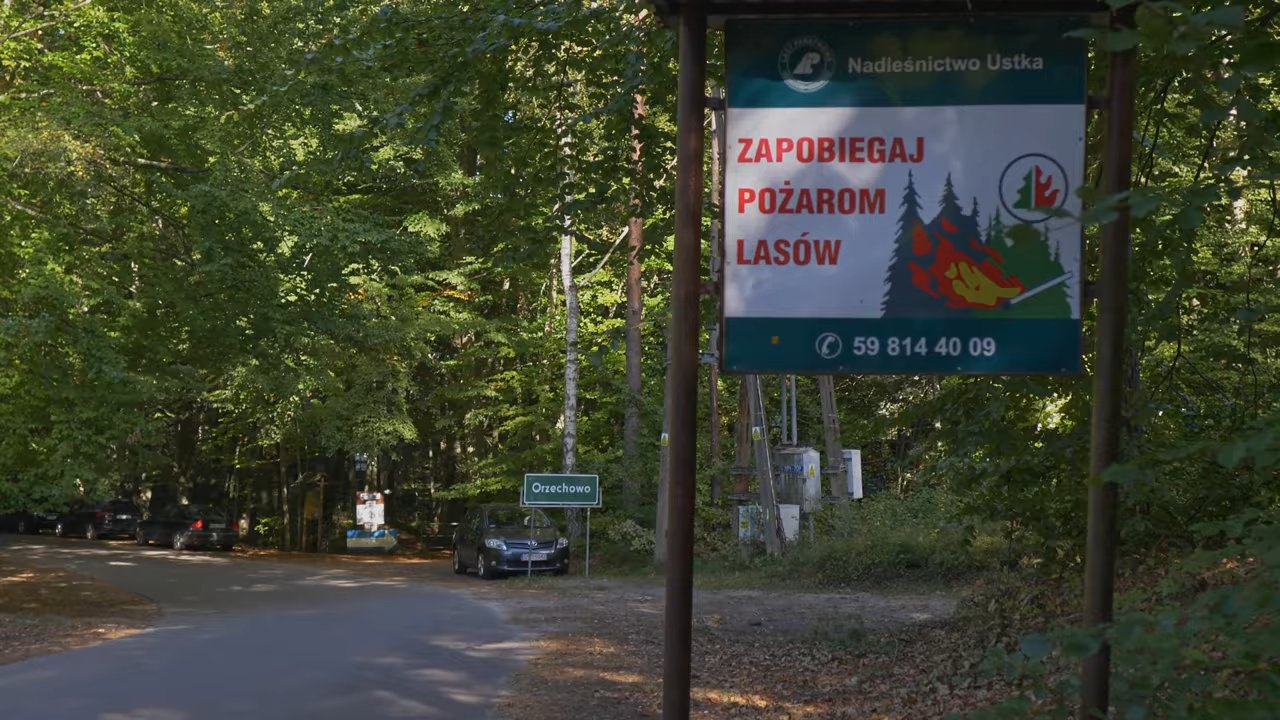 Nadleśnictwo Ustka
ZAPOBIEGAJ
POŻAROM
LASÓW
59 814 40 09
Orzechowo